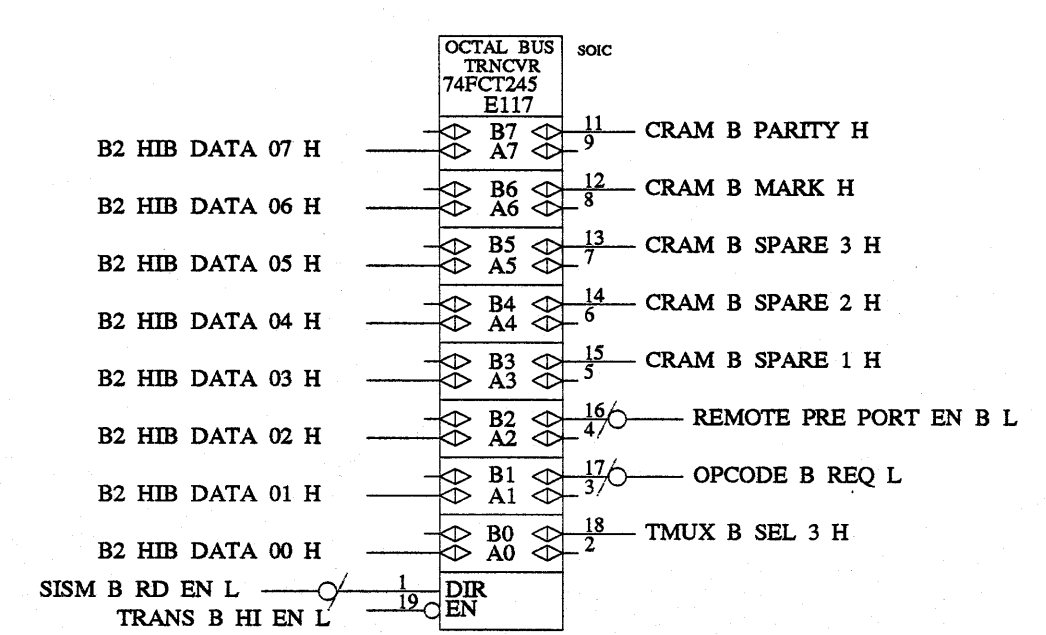 OCTAL BUS
TRNCVR
74FCT245
E117
SOIC
B7 11 CRAM B PARITY H
B2 HIB DATA 07 H A7 9
B6 12 CRAM B MARK H
B2 HIB DATA 06 H A6 8
B5 13 CRAM B SPARE 3 H
B2 HIB DATA 05 H A5 7
B4 14 CRAM B SPARE 2 H
B2 HIB DATA 04 H A4 6
B3 15 CRAM B SPARE 1 H
B2 HIB DATA 03 H A3 5
B2 16 REMOTE PRE PORT EN B L
B2 HIB DATA 02 H A2 4
B1 17 OPCODE B REQ L
B2 HIB DATA 01 H A1 3
B0 18 TMUX B SEL 3 H
B2 HIB DATA 00 H A0 2
SISM B RD EN L 1 DIR
TRANS B HI EN L 19 EN